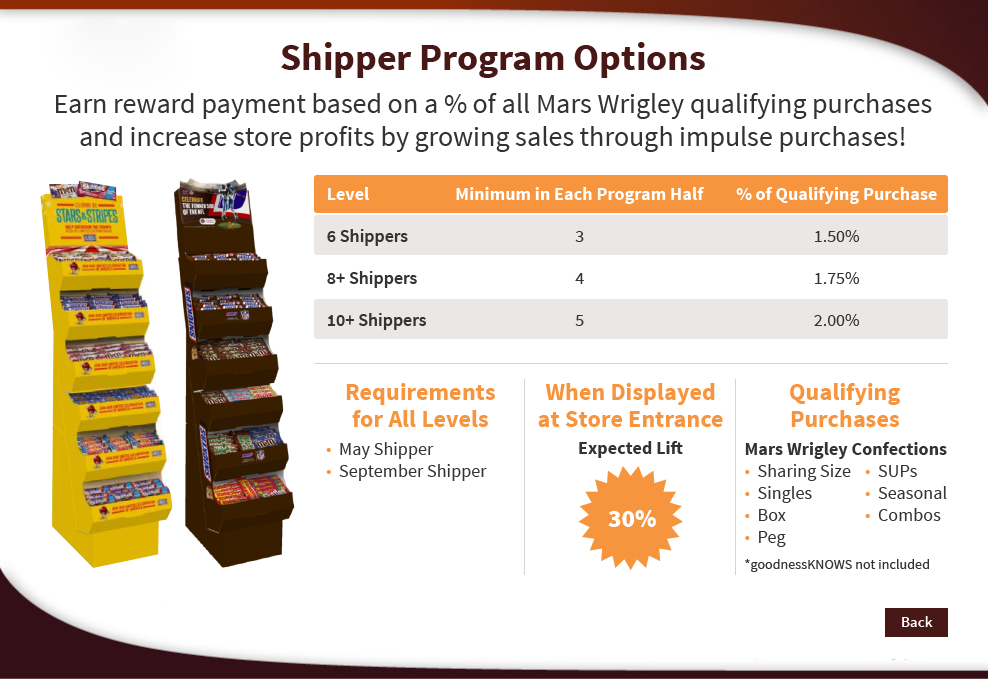 Shipper Program Options
Earn reward payment based on a % of all Mars Wrigley qualifying purchases
and increase store profits by growing sales through impulse purchases!
STARS & STRIPES
SNICKERS
Level Minimum in Each Program Half % of Qualifying Purchase
6 Shippers 3 1.50%
8+ Shippers 4 1.75%
10+ Shippers 5 2.00%
Requirements
for All Levels
• May Shipper
• September Shipper
When Displayed
at Store Entrance
Expected Lift
30%
Qualifying
Purchases
Mars Wrigley Confections
• Sharing Size • SUPs
• Singles • Seasonal
• Box • Combos
• Peg
*goodnessKNOWS not included
Back